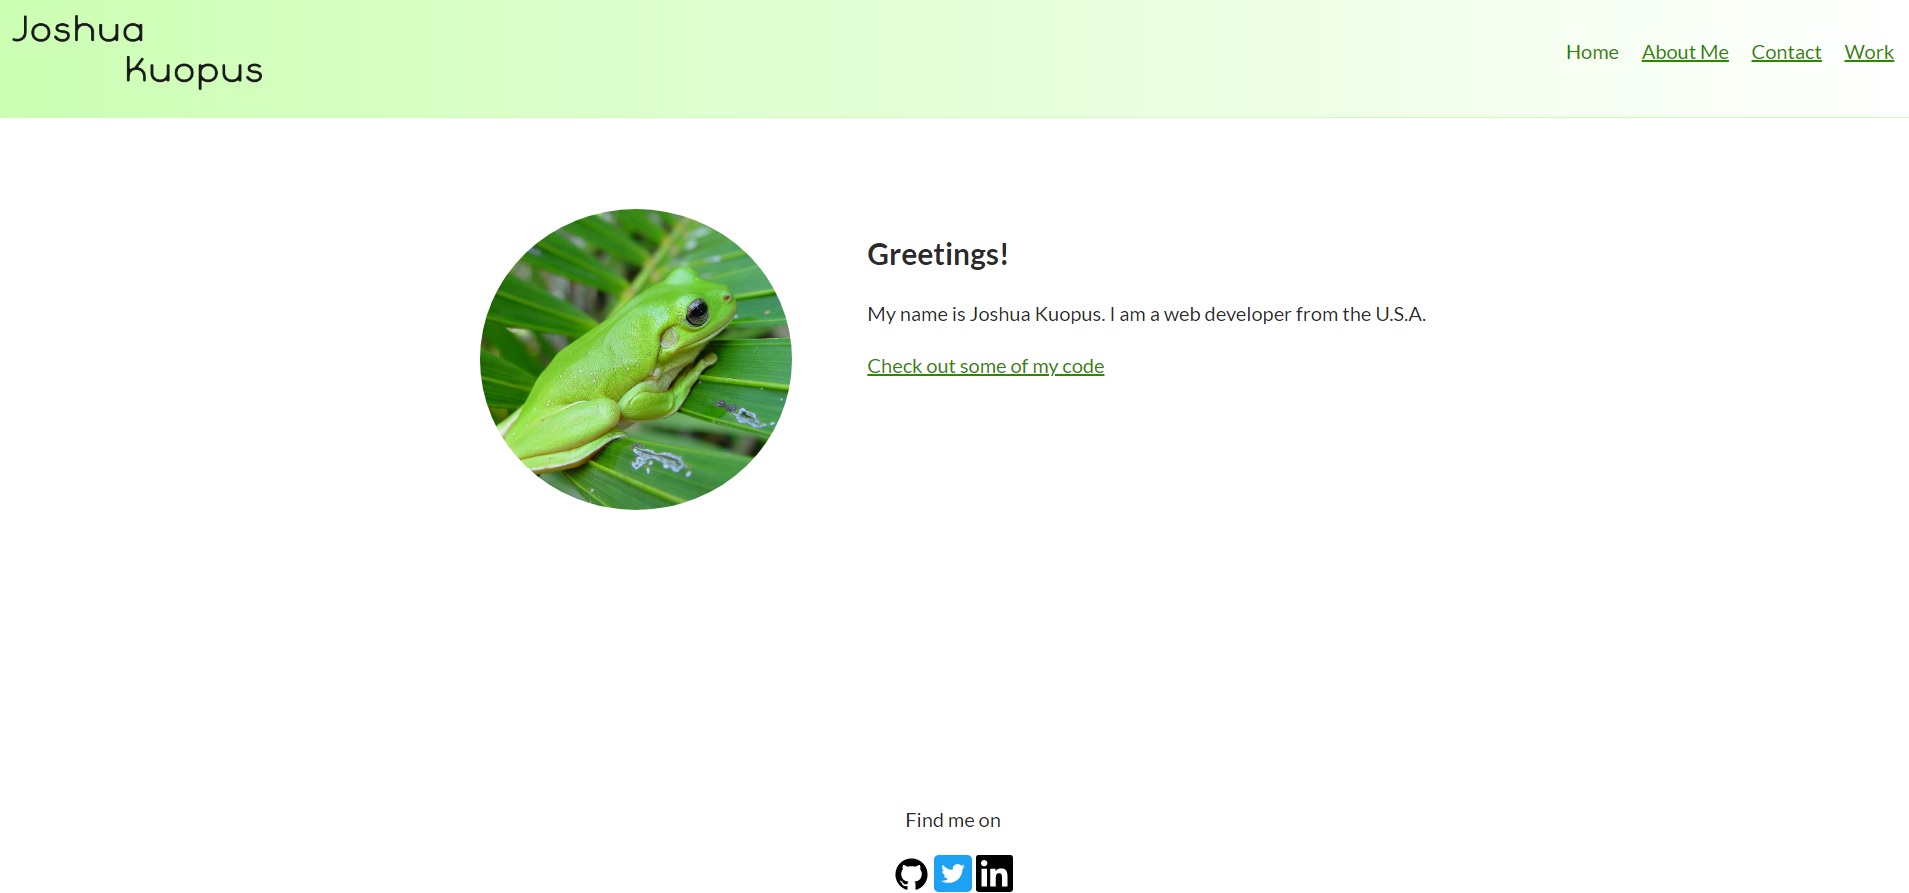 Joshua
Kuopus
Home About Me Contact Work
Greetings!
My name is Joshua Kuopus. I am a web developer from the U.S.A.
Check out some of my code
Find me on
in